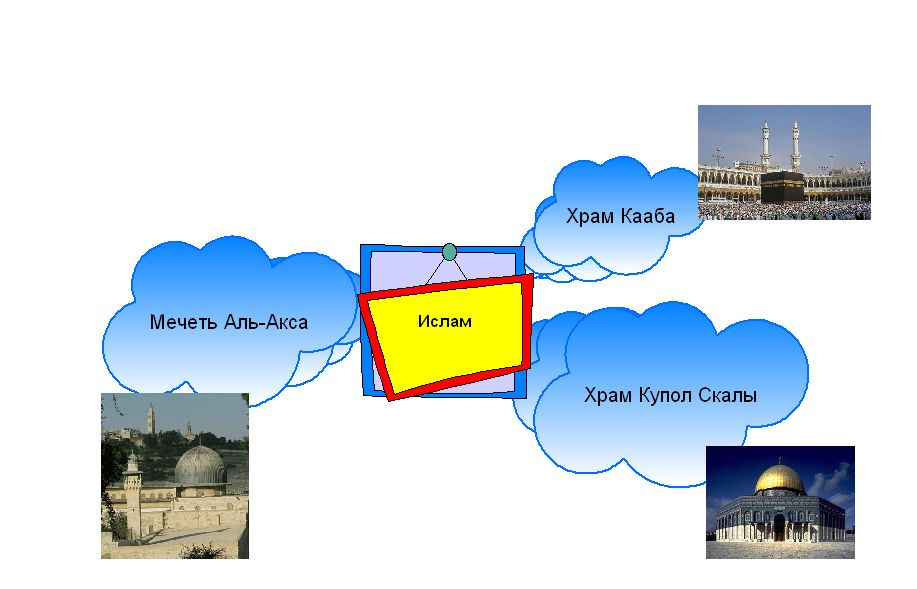 Храм Кааба
Мечеть Аль-Акса
Ислам
Храм Купол Скалы